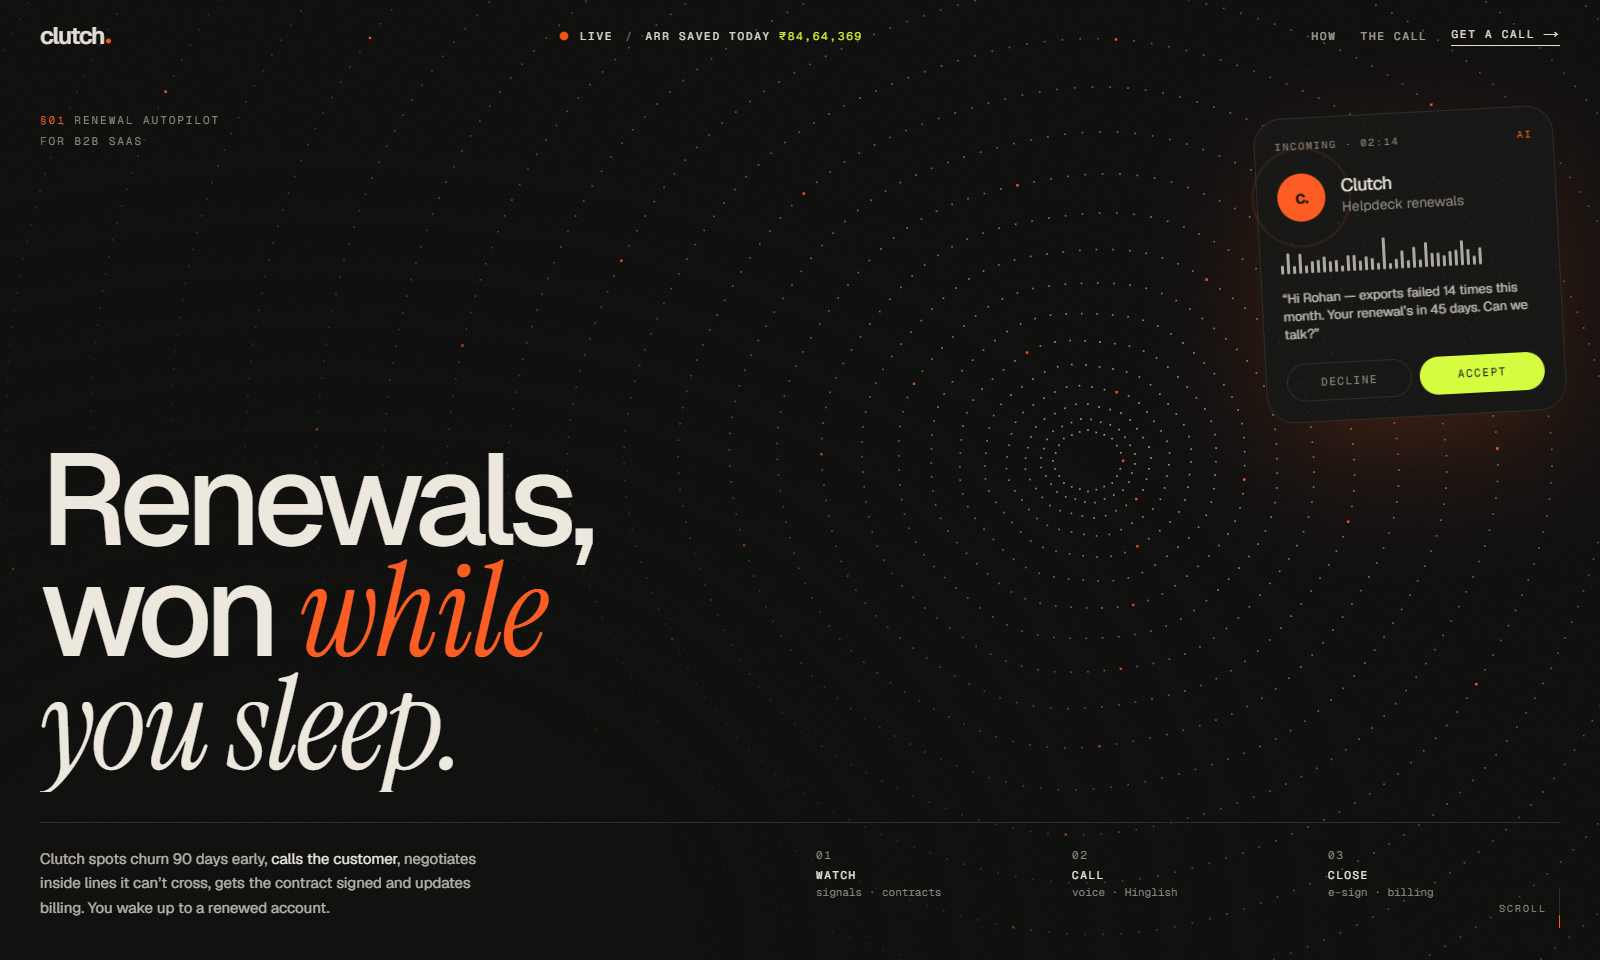 clutch.
LIVE / ARR SAVED TODAY ₹84,64,369
HOW THE CALL GET A CALL →
§01 RENEWAL AUTOPILOT
FOR B2B SAAS
INCOMING · 02:14
AI
c.
Clutch
Helpdeck renewals
“Hi Rohan — exports failed 14 times this
month. Your renewal’s in 45 days. Can we
talk?”
DECLINE
ACCEPT
Renewals,
won while
you sleep.
Clutch spots churn 90 days early, calls the customer, negotiates
inside lines it can’t cross, gets the contract signed and updates
billing. You wake up to a renewed account.
01
WATCH
signals · contracts
02
CALL
voice · Hinglish
03
CLOSE
e-sign · billing
SCROLL